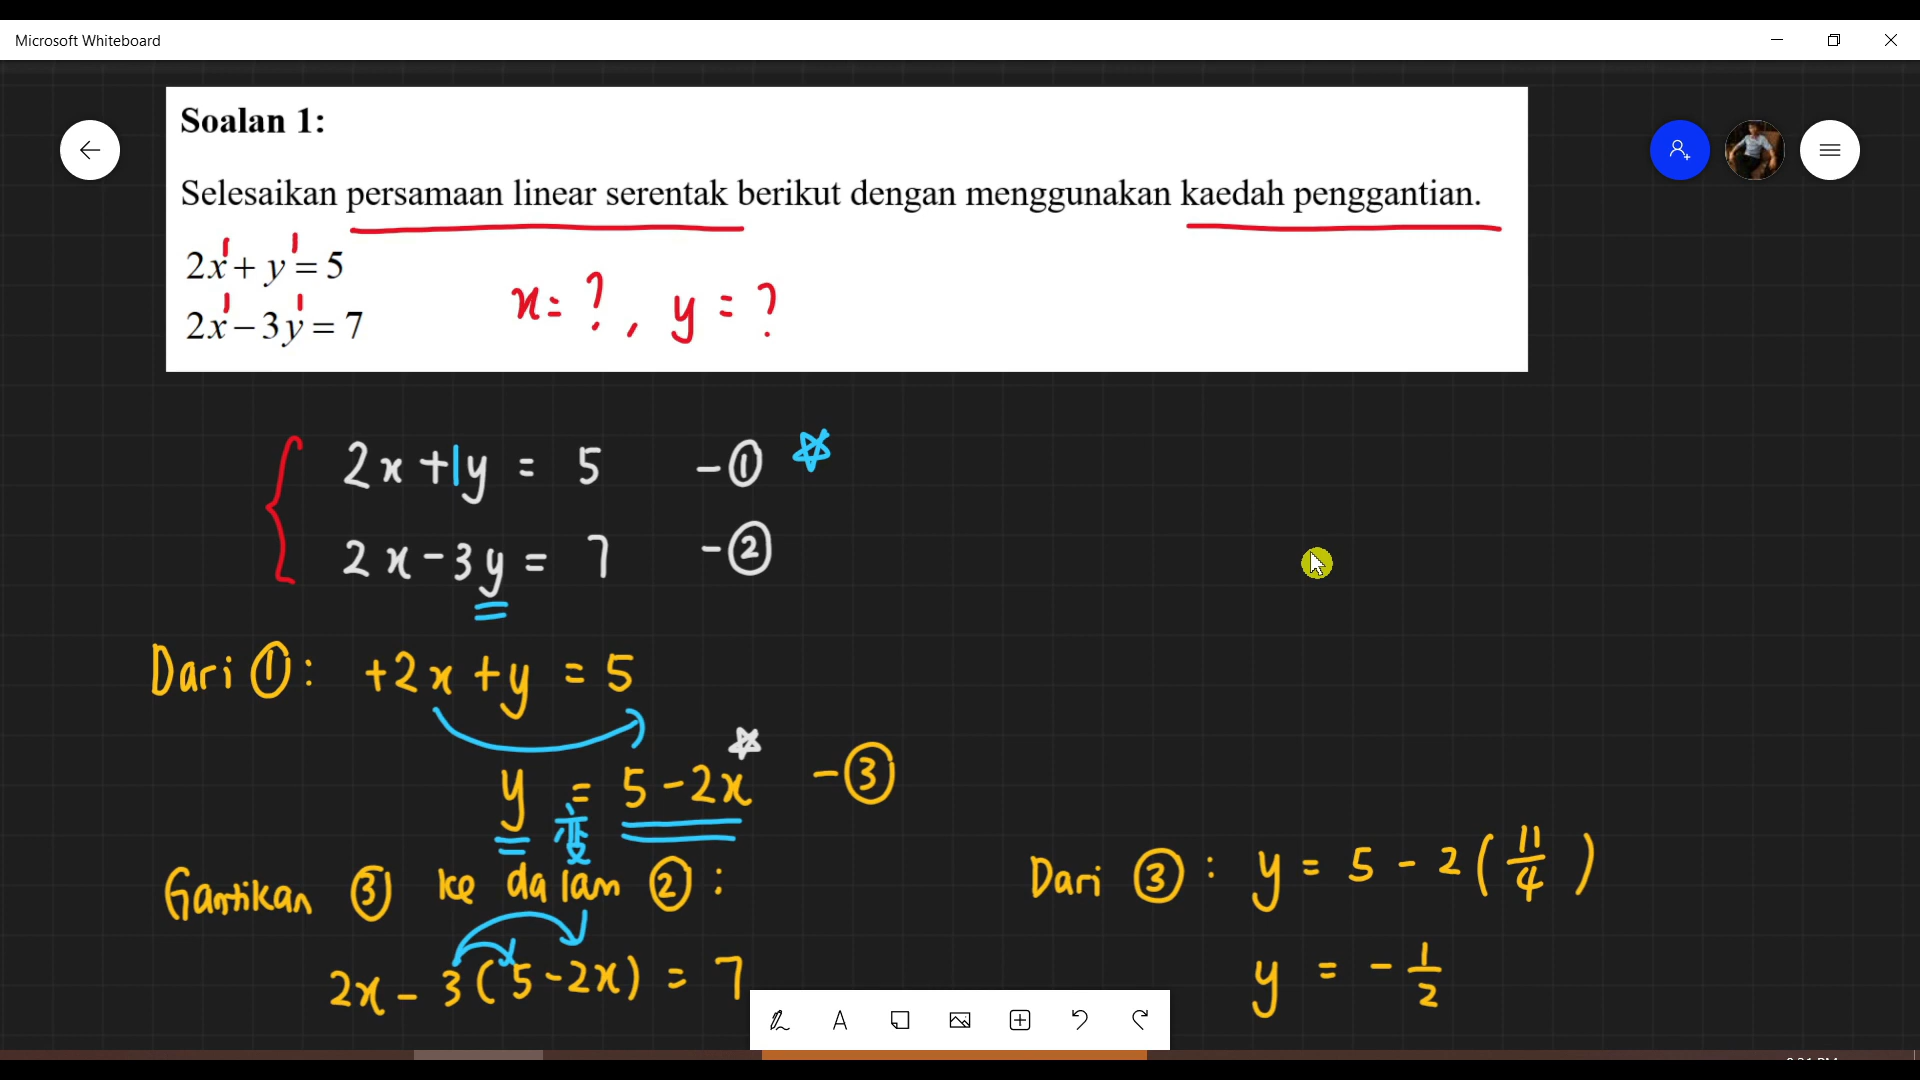 Microsoft Whiteboard
Soalan 1:
Selesaikan persamaan linear serentak berikut dengan menggunakan kaedah penggantian.
2x + y = 5
2x − 3y = 7
x = ? , y = ?
2x + 1y = 5 - ①
2x - 3y = 7 - ②
Dari ①: +2x + y = 5
y = 5 - 2x - ③
变
Gantikan ③ ke dalam ②:
2x - 3(5 - 2x) = 7
Dari ③: y = 5 - 2(11/4)
y = - 1/2